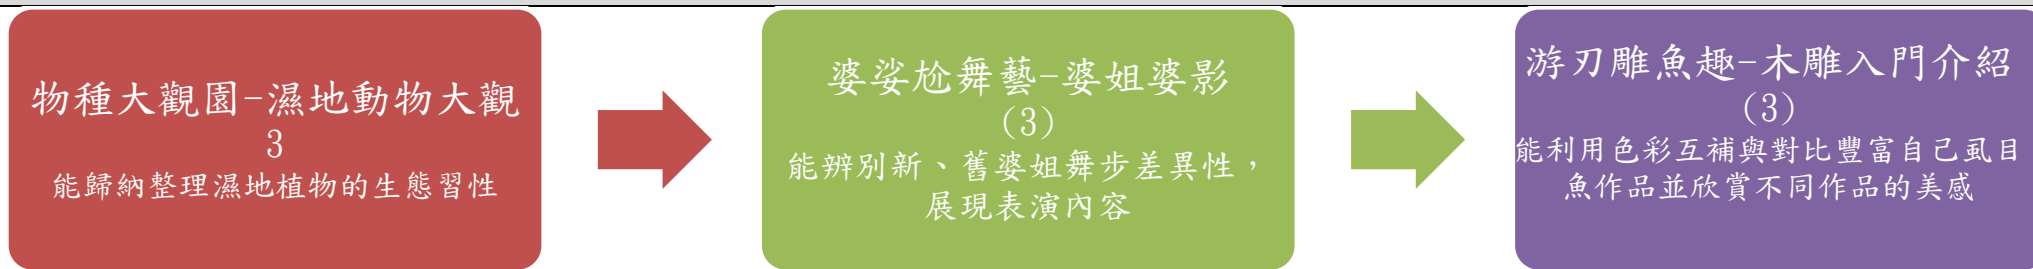 物種大觀園-濕地動物大觀
3
能歸納整理濕地植物的生態習性
婆娑尬舞藝-婆姐婆影
(3)
能辨別新、舊婆姐舞步差異性，
展現表演內容
游刃雕魚趣-木雕入門介紹
(3)
能利用色彩互補與對比豐富自己虱目
魚作品並欣賞不同作品的美感